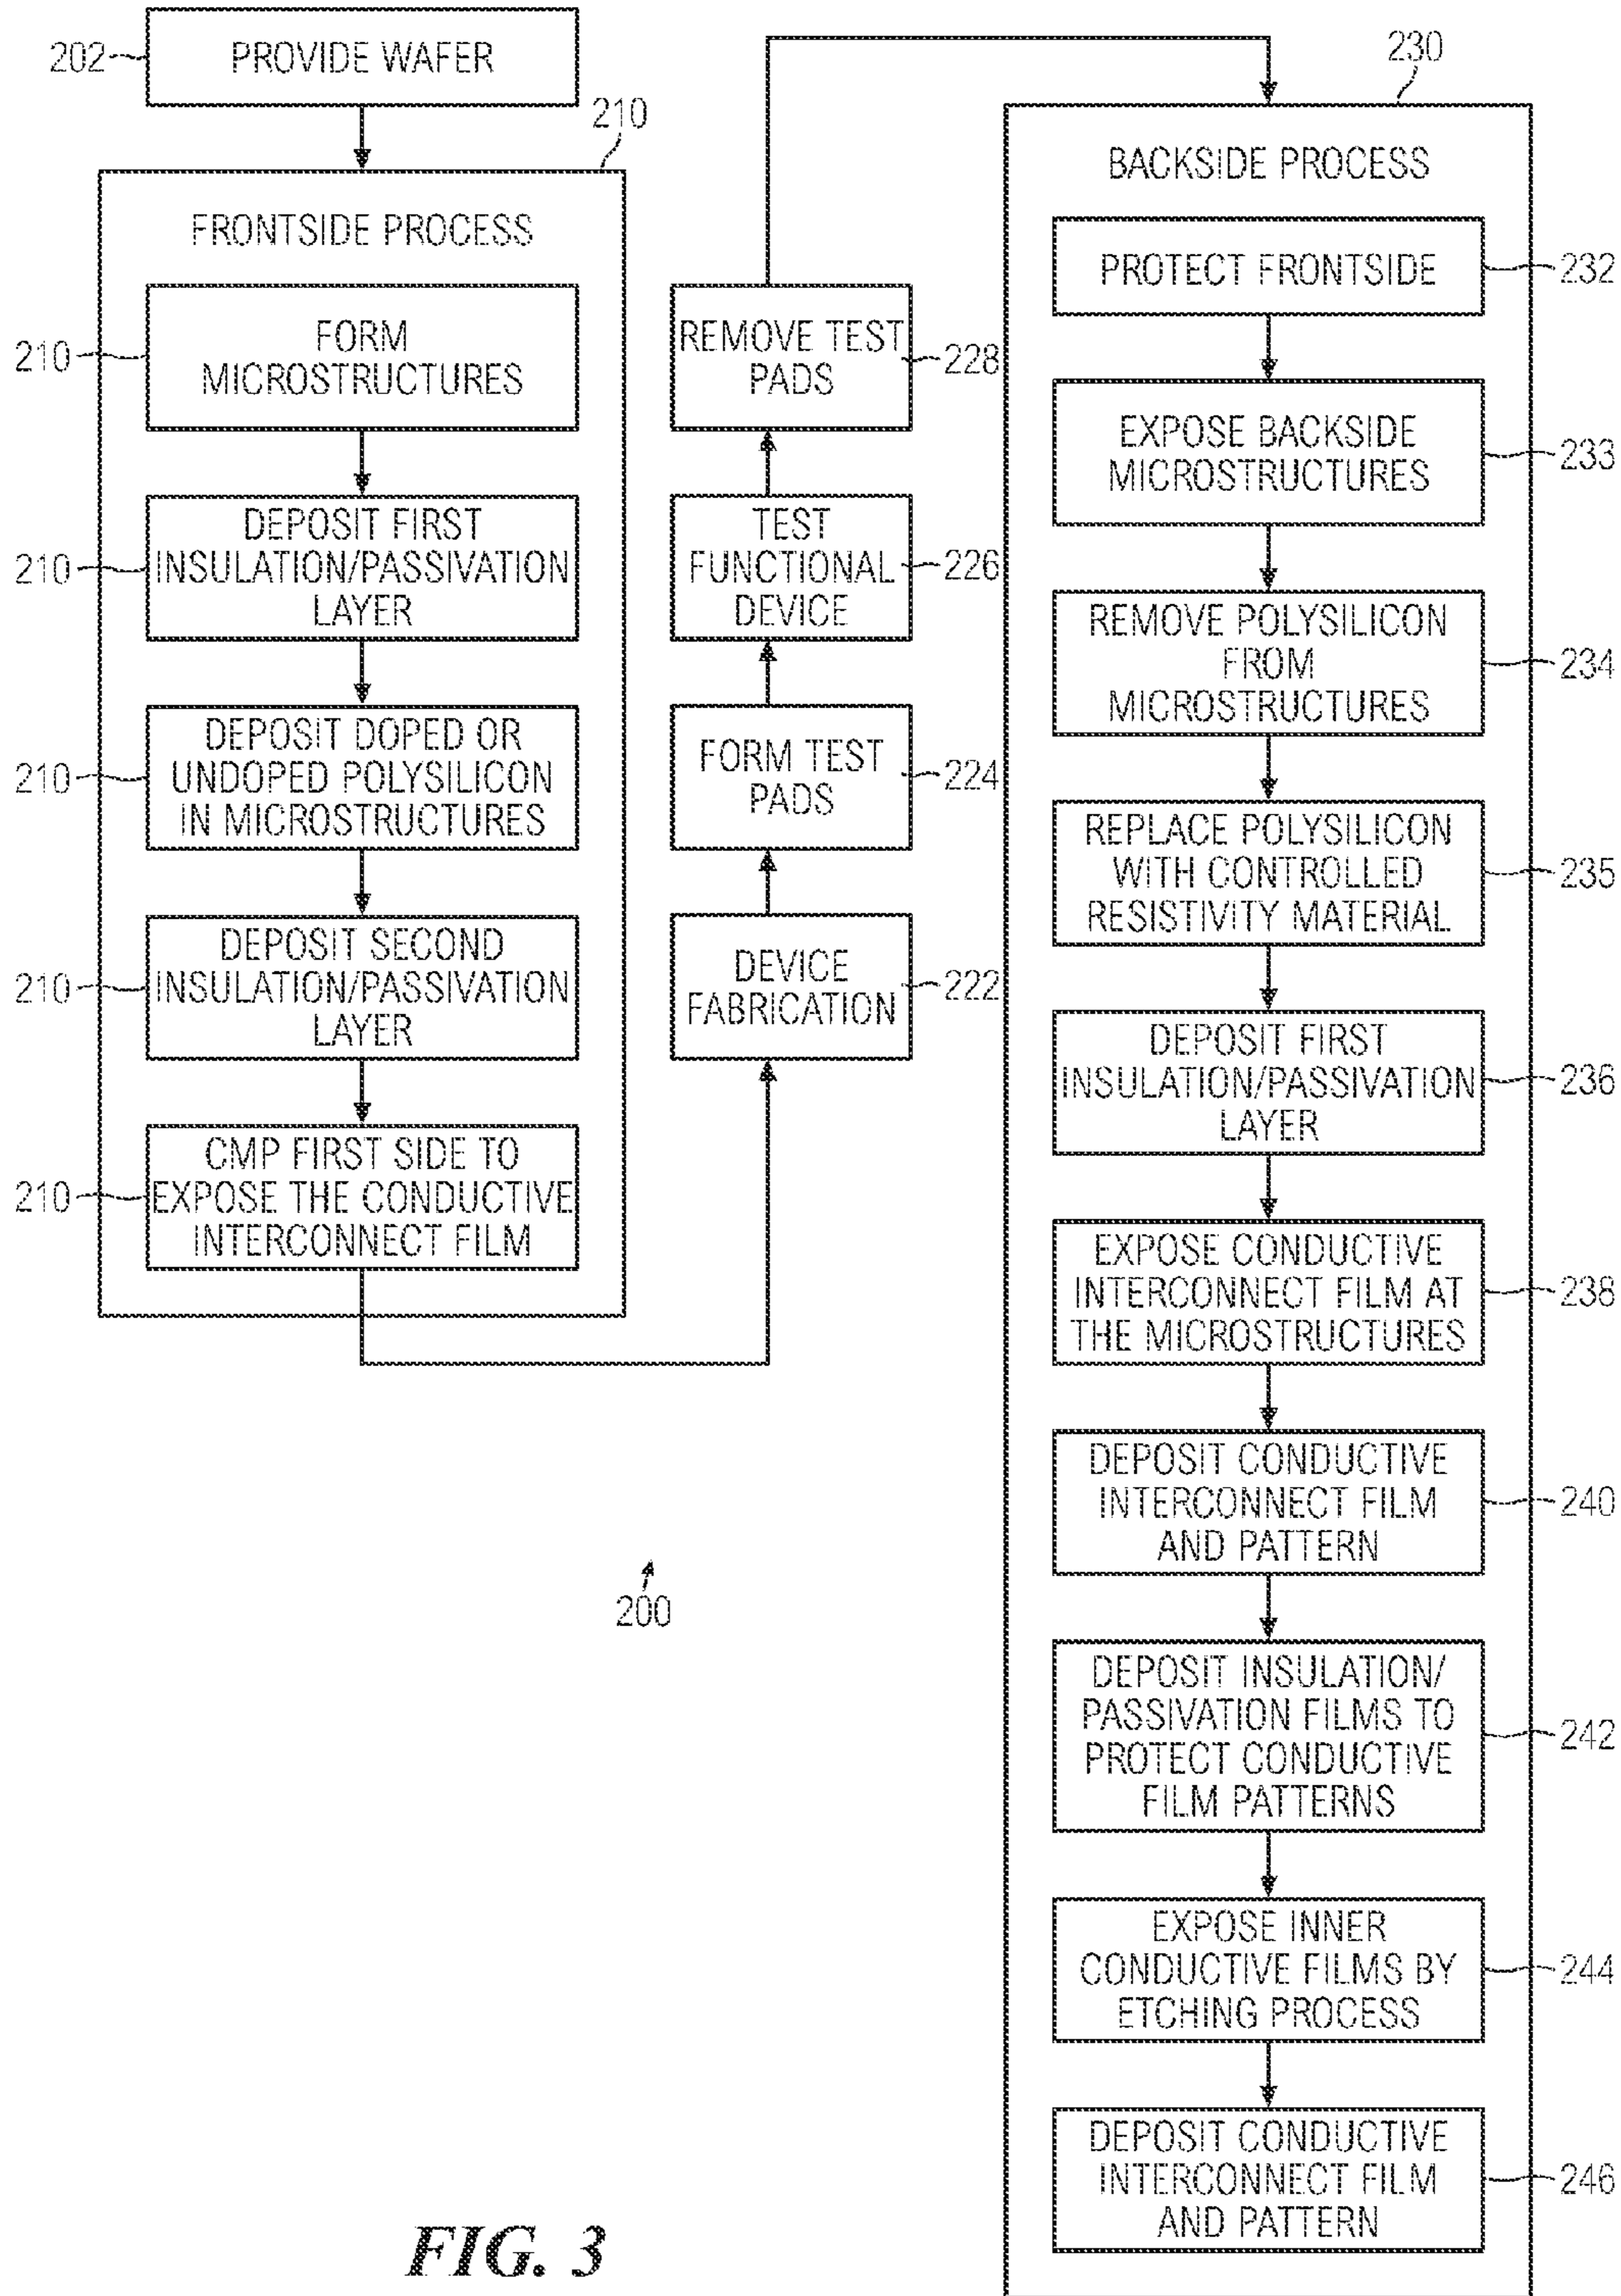 202
PROVIDE WAFER
210
FRONTSIDE PROCESS
210
FORM
MICROSTRUCTURES
210
DEPOSIT FIRST
INSULATION/PASSIVATION
LAYER
210
DEPOSIT DOPED OR
UNDOPED POLYSILICON
IN MICROSTRUCTURES
210
DEPOSIT SECOND
INSULATION/PASSIVATION
LAYER
210
CMP FIRST SIDE TO
EXPOSE THE CONDUCTIVE
INTERCONNECT FILM
REMOVE TEST
PADS
228
TEST
FUNCTIONAL
DEVICE
226
FORM TEST
PADS
224
DEVICE
FABRICATION
222
230
BACKSIDE PROCESS
PROTECT FRONTSIDE
232
EXPOSE BACKSIDE
MICROSTRUCTURES
233
REMOVE POLYSILICON
FROM
MICROSTRUCTURES
234
REPLACE POLYSILICON
WITH CONTROLLED
RESISTIVITY MATERIAL
235
DEPOSIT FIRST
INSULATION/PASSIVATION
LAYER
236
EXPOSE CONDUCTIVE
INTERCONNECT FILM AT
THE MICROSTRUCTURES
238
DEPOSIT CONDUCTIVE
INTERCONNECT FILM
AND PATTERN
240
DEPOSIT INSULATION/
PASSIVATION FILMS TO
PROTECT CONDUCTIVE
FILM PATTERNS
242
EXPOSE INNER
CONDUCTIVE FILMS BY
ETCHING PROCESS
244
DEPOSIT CONDUCTIVE
INTERCONNECT FILM
AND PATTERN
246
200
FIG. 3